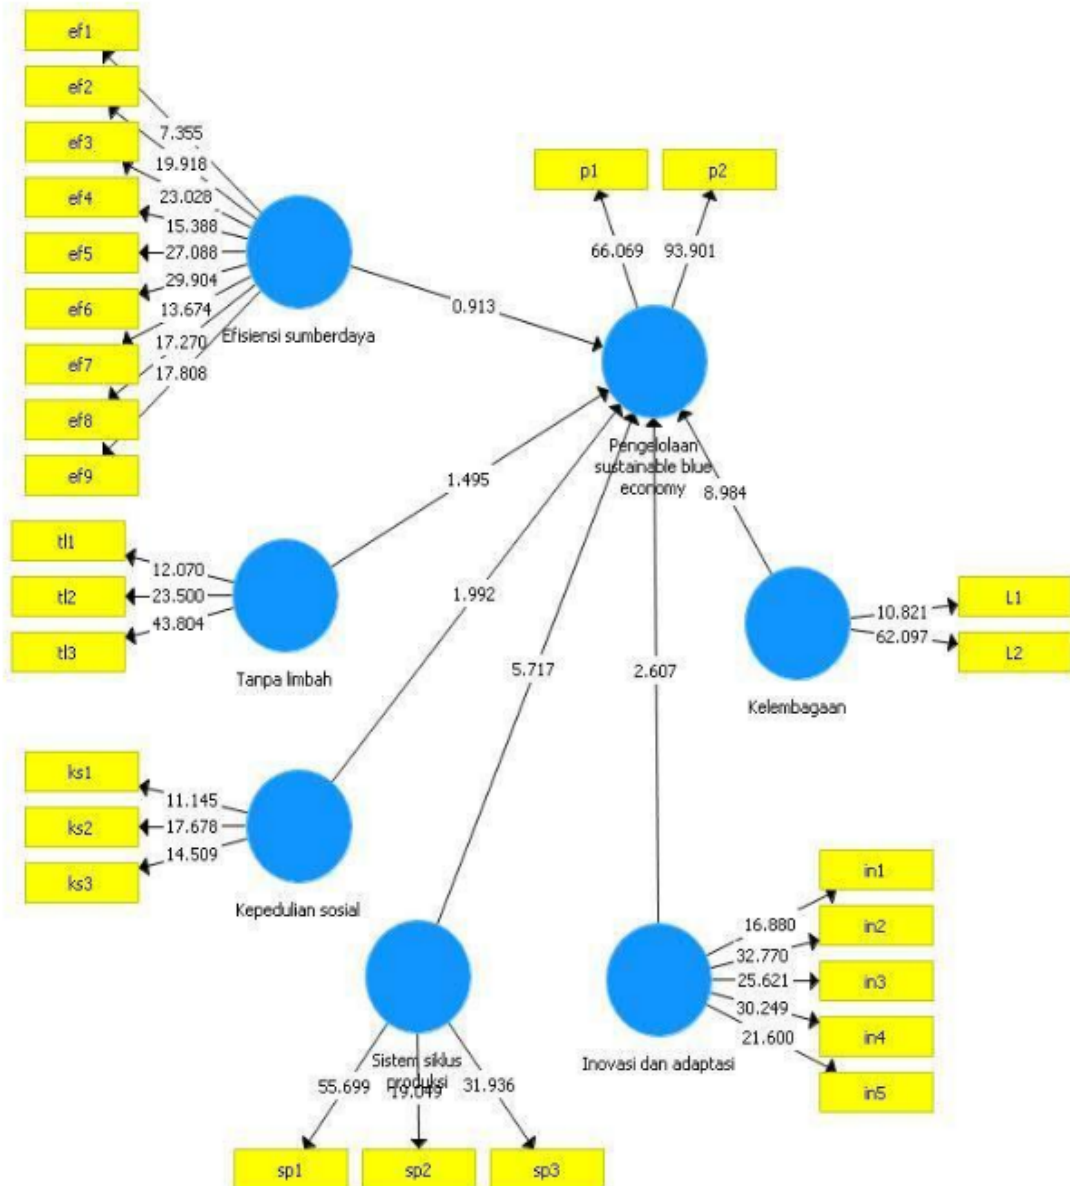 ef1
ef2
ef3
ef4
ef5
ef6
ef7
ef8
ef9
7.355
19.918
23.028
15.388
27.088
29.904
13.674
17.270
17.808
Efisiensi sumberdaya
0.913
p1
p2
66.069
93.901
Pengelolaan
sustainable blue
economy
tl1
tl2
tl3
12.070
23.500
43.804
Tanpa limbah
1.495
1.992
5.717
2.607
8.984
Kelembagaan
10.821
62.097
L1
L2
ks1
ks2
ks3
11.145
17.678
14.509
Kepedulian sosial
Sistem siklus
produksi
55.699
19.049
31.936
sp1
sp2
sp3
Inovasi dan adaptasi
16.880
32.770
25.621
30.249
21.600
in1
in2
in3
in4
in5